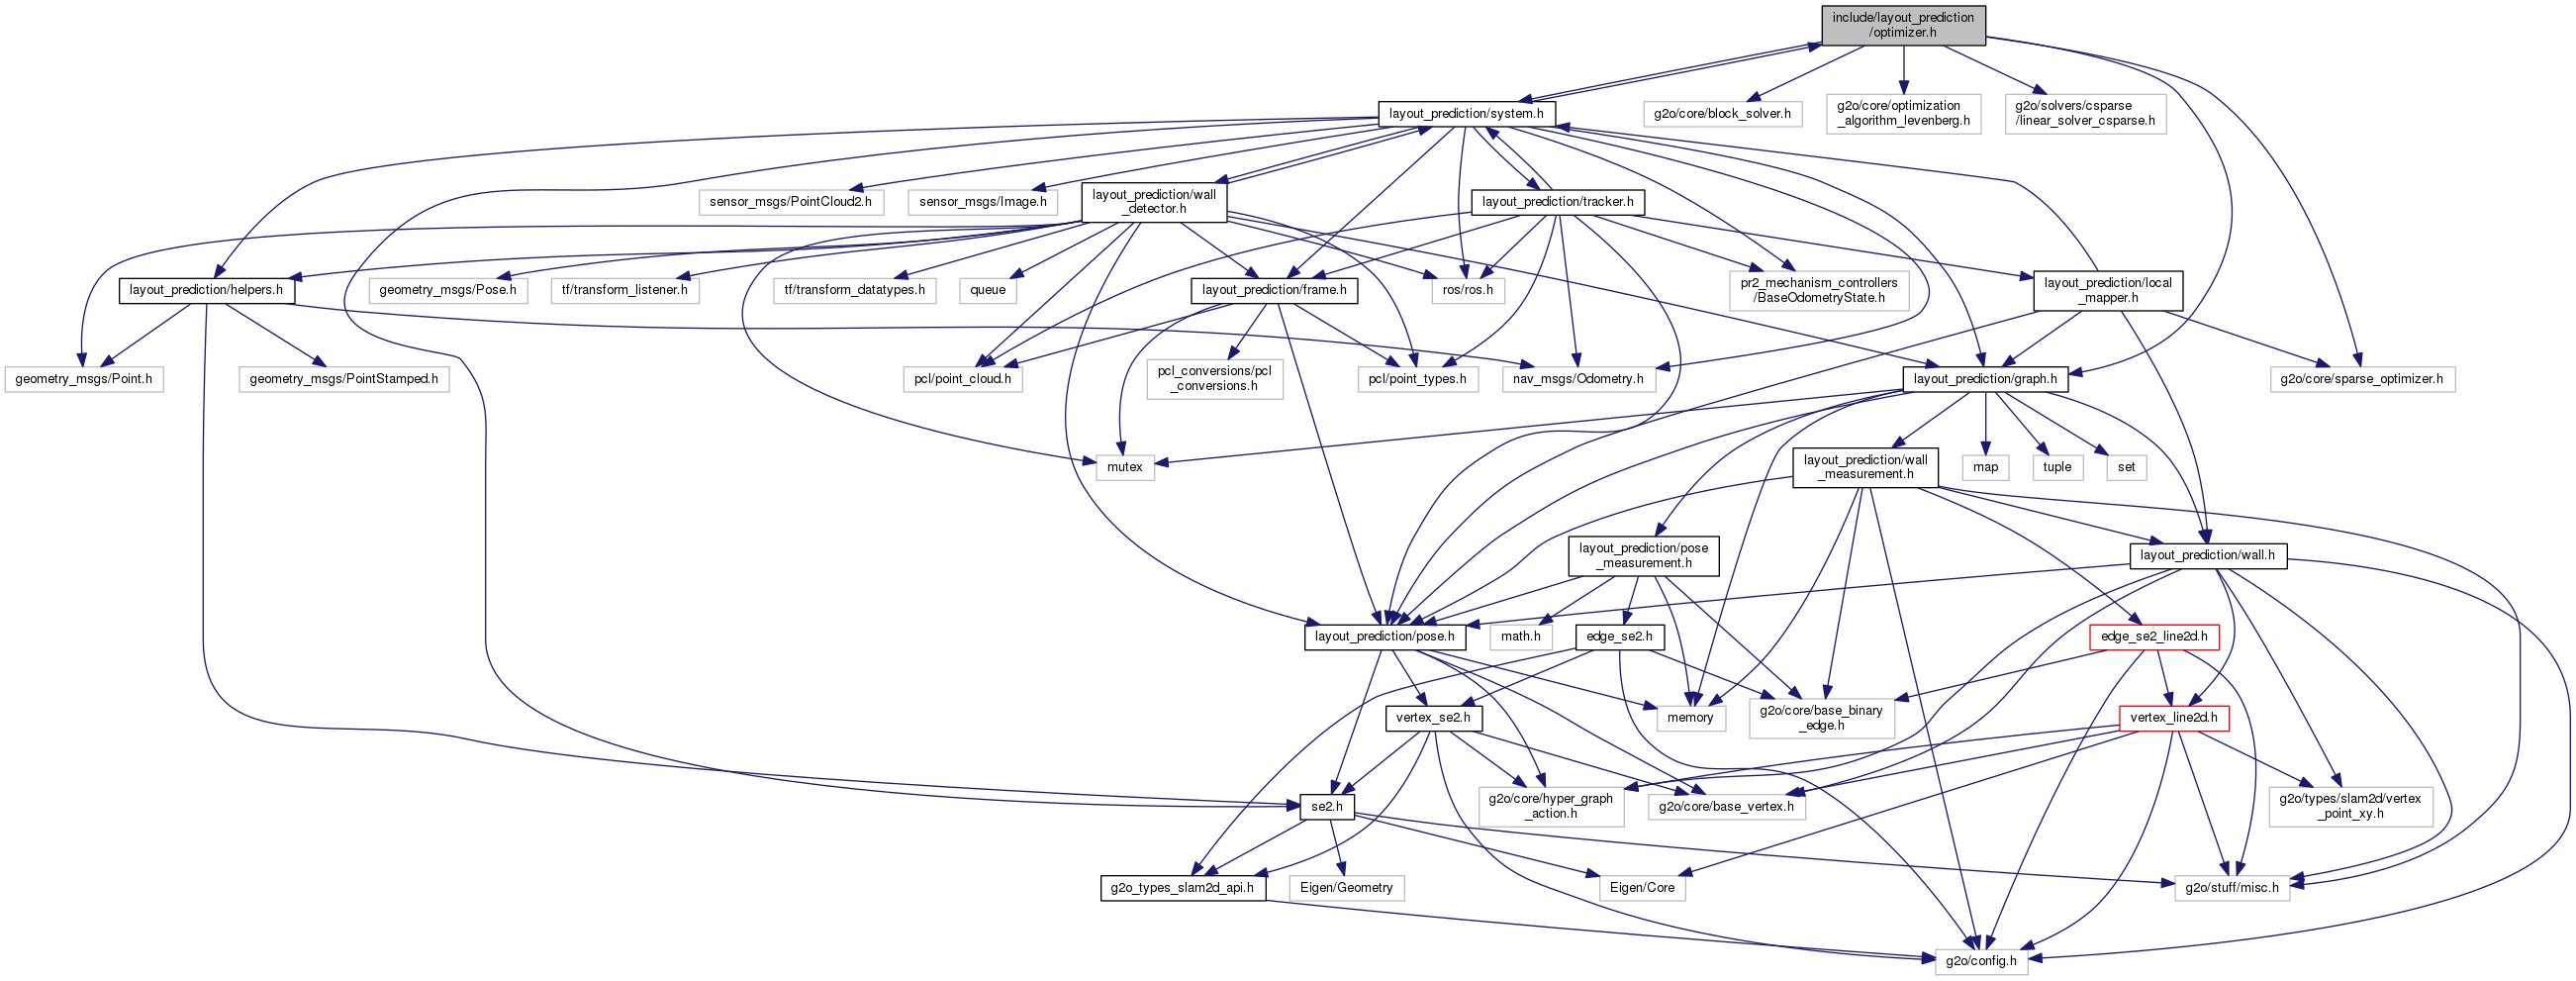 include/layout_prediction
/optimizer.h
layout_prediction/system.h
g2o/core/block_solver.h
g2o/core/optimization
_algorithm_levenberg.h
g2o/solvers/csparse
/linear_solver_csparse.h
sensor_msgs/PointCloud2.h
sensor_msgs/Image.h
layout_prediction/wall
_detector.h
layout_prediction/tracker.h
layout_prediction/helpers.h
geometry_msgs/Pose.h
tf/transform_listener.h
tf/transform_datatypes.h
queue
layout_prediction/frame.h
ros/ros.h
pr2_mechanism_controllers
/BaseOdometryState.h
layout_prediction/local
_mapper.h
geometry_msgs/Point.h
geometry_msgs/PointStamped.h
pcl/point_cloud.h
pcl_conversions/pcl
_conversions.h
pcl/point_types.h
nav_msgs/Odometry.h
layout_prediction/graph.h
g2o/core/sparse_optimizer.h
mutex
layout_prediction/wall
_measurement.h
map
tuple
set
layout_prediction/pose
_measurement.h
layout_prediction/wall.h
layout_prediction/pose.h
math.h
edge_se2.h
edge_se2_line2d.h
vertex_se2.h
memory
g2o/core/base_binary
_edge.h
vertex_line2d.h
se2.h
g2o/core/hyper_graph
_action.h
g2o/core/base_vertex.h
g2o/types/slam2d/vertex
_point_xy.h
g2o_types_slam2d_api.h
Eigen/Geometry
Eigen/Core
g2o/stuff/misc.h
g2o/config.h